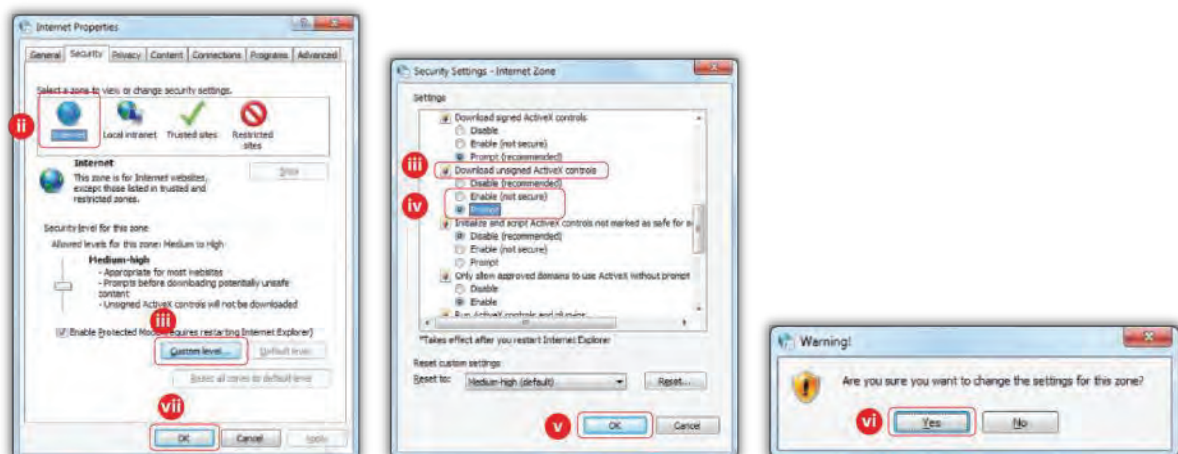 Internet Properties
General Security Privacy Content Connections Programs Advanced
Select a zone to view or change security settings.
ii
Internet Local intranet Trusted sites Restricted
sites
Internet
This zone is for Internet websites,
except those listed in trusted and
restricted zones.
Sites
Security level for this zone
Allowed levels for this zone: Medium to High
Medium-high
- Appropriate for most websites
- Prompts before downloading potentially unsafe
content
- Unsigned ActiveX controls will not be downloaded
iii
Enable Protected Mode requires restarting Internet Explorer)
Custom level... Default level
Reset all zones to default level
vii
OK Cancel Apply
Security Settings - Internet Zone
Settings
Download signed ActiveX controls
Disable
Enable (not secure)
Prompt (recommended)
iii
Download unsigned ActiveX controls
Disable (recommended)
Enable (not secure)
iv
Prompt
Initialize and script ActiveX controls not marked as safe for s
Disable (recommended)
Enable (not secure)
Prompt
Only allow approved domains to use ActiveX without prompt
Disable
Enable
Run ActiveX controls and plug-ins
*Takes effect after you restart Internet Explorer
Reset custom settings
Reset to: Medium-high (default) Reset...
v
OK Cancel
Warning!
Are you sure you want to change the settings for this zone?
vi
Yes No